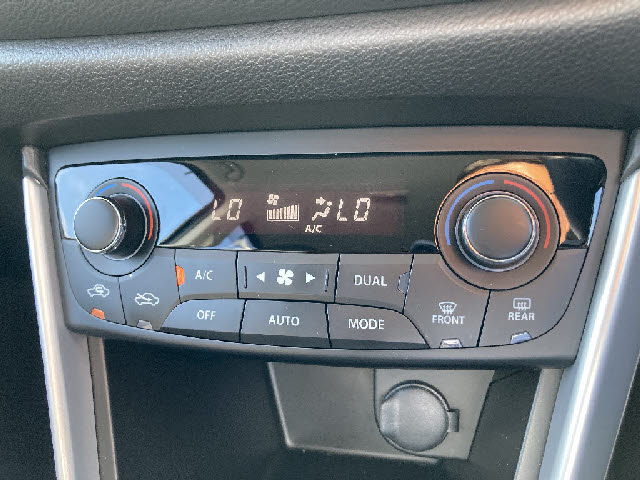 LO LO
A/C
A/C DUAL
OFF AUTO MODE FRONT REAR